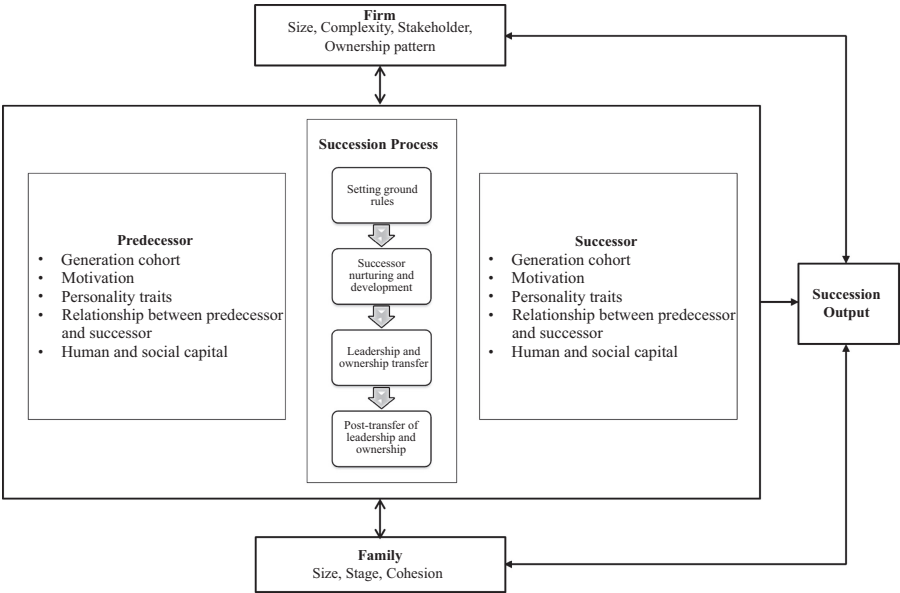 Firm
Size, Complexity, Stakeholder,
Ownership pattern
Succession Process
Setting ground
rules
Successor
nurturing and
development
Leadership and
ownership transfer
Post-transfer of
leadership and
ownership
Predecessor
• Generation cohort
• Motivation
• Personality traits
• Relationship between predecessor
and successor
• Human and social capital
Successor
• Generation cohort
• Motivation
• Personality traits
• Relationship between predecessor
and successor
• Human and social capital
Succession
Output
Family
Size, Stage, Cohesion